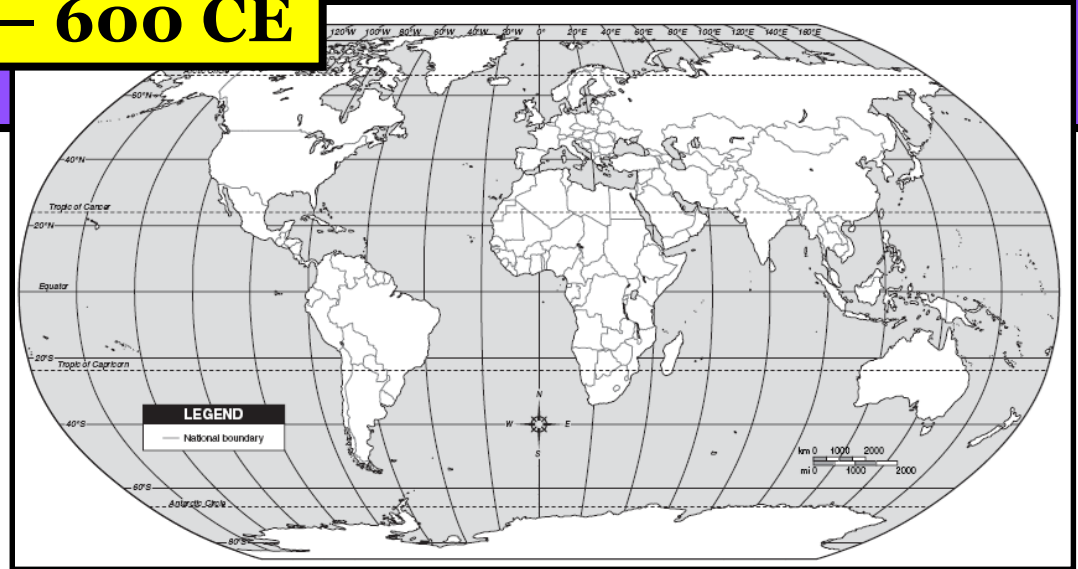 – 600 CE
120°W 100°W 80°W 60°W 40°W 20°W 0° 20°E 40°E 60°E 80°E 100°E 120°E 140°E 160°E
60°N
40°N
Tropic of Cancer
20°N
Equator
20°S
Tropic of Capricorn
N
W E
S
LEGEND
National boundary
40°S
km 0 1000 2000
mi 0 1000 2000
60°S
Antarctic Circle
80°S